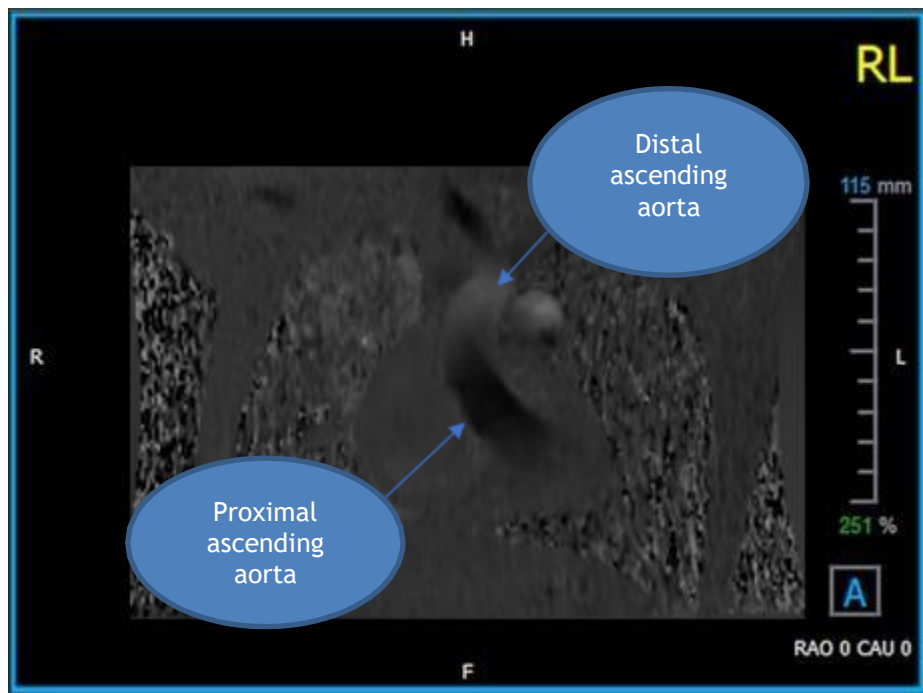 H
RL
Distal
ascending
aorta
115 mm
R
L
Proximal
ascending
aorta
251 %
A
RAO 0 CAU 0
F